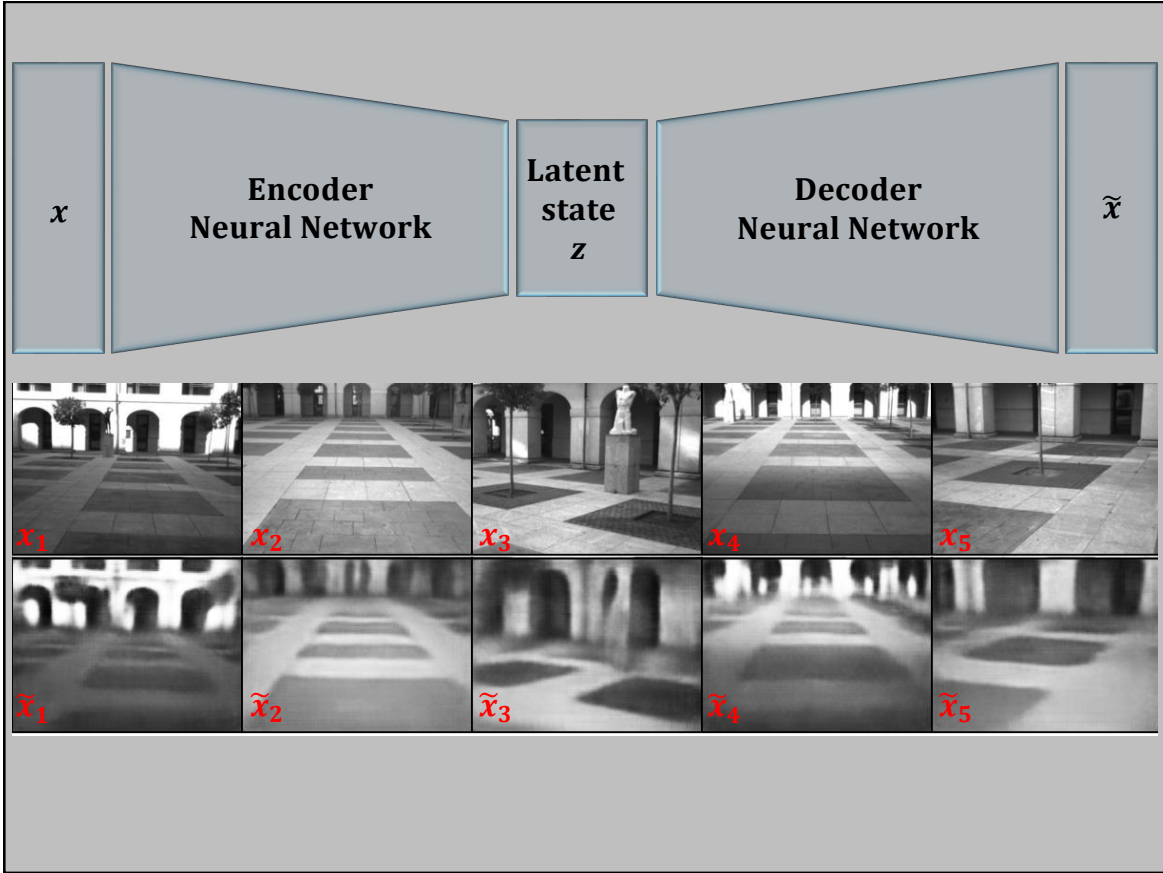 x
Encoder
Neural Network
Latent
state
z
Decoder
Neural Network
x̃
x₁ x₂ x₃ x₄ x₅
x̃₁ x̃₂ x̃₃ x̃₄ x̃₅